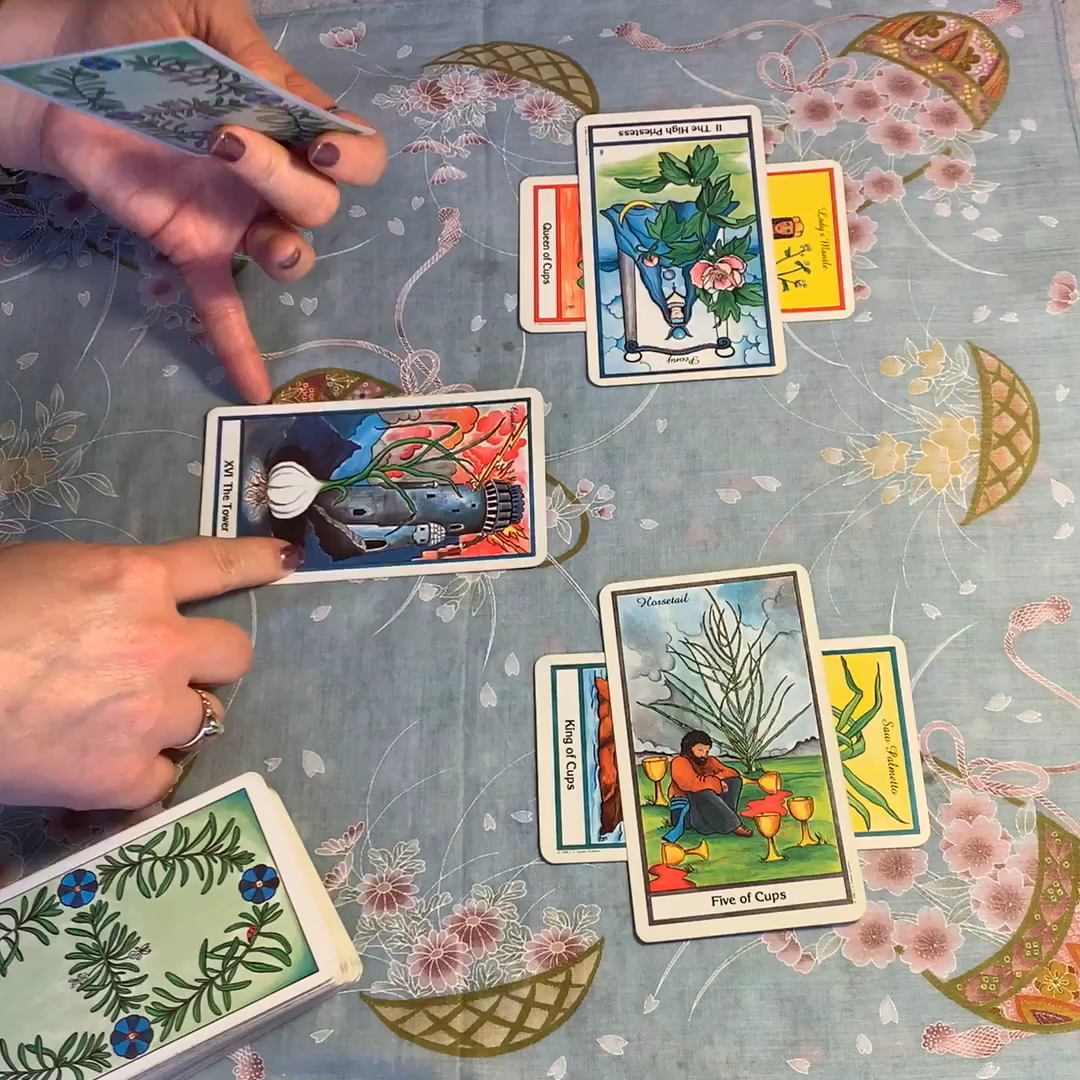 II The High Priestess
Queen of Cups
Lady's Mantle
Peony
XVI The Tower
Horsetail
King of Cups
Saw Palmetto
Five of Cups